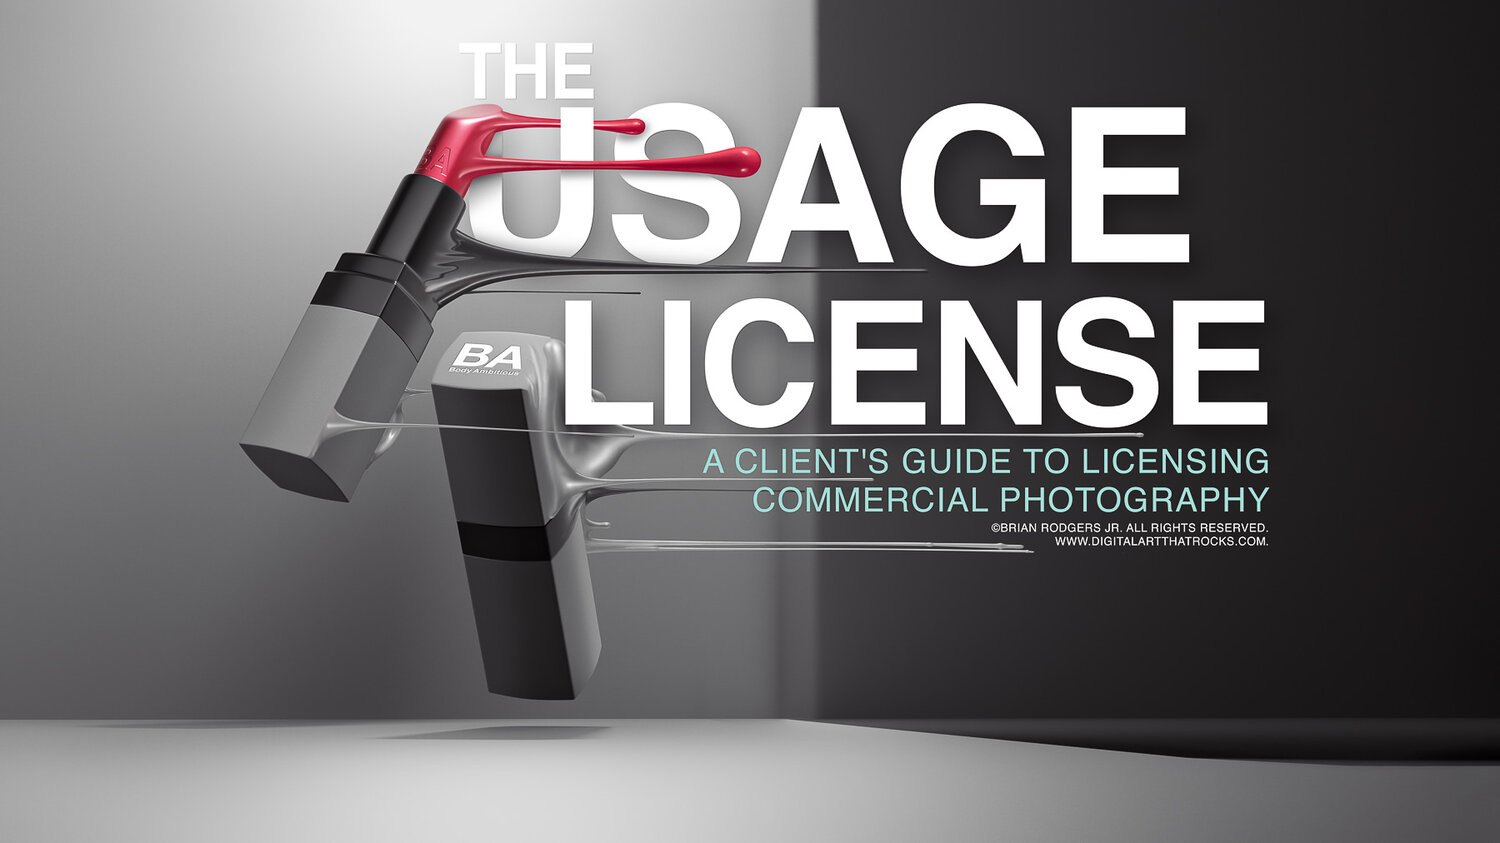 THE
USAGE
LICENSE
A CLIENT'S GUIDE TO LICENSING
COMMERCIAL PHOTOGRAPHY
©BRIAN RODGERS JR. ALL RIGHTS RESERVED.
WWW.DIGITALARTTHATROCKS.COM.
BA
BA
Body Ambitious